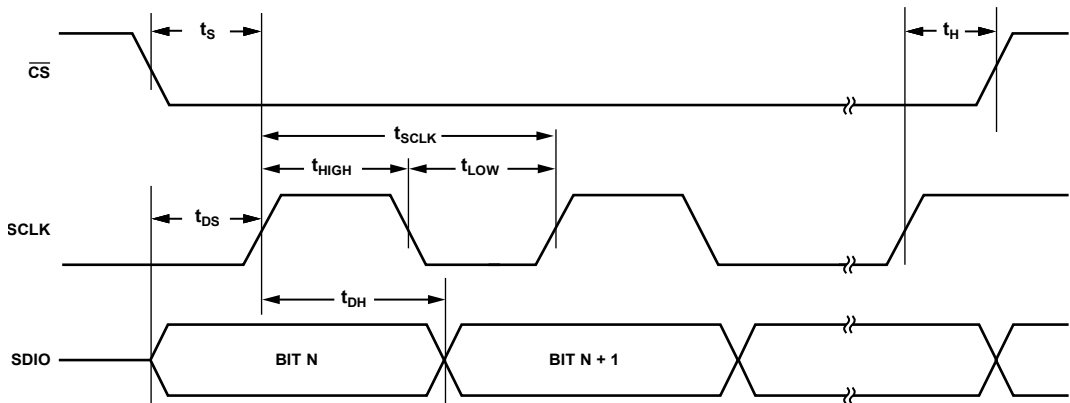 tS
tH
CS
tSCLK
tHIGH
tLOW
tDS
SCLK
tDH
SDIO
BIT N
BIT N + 1